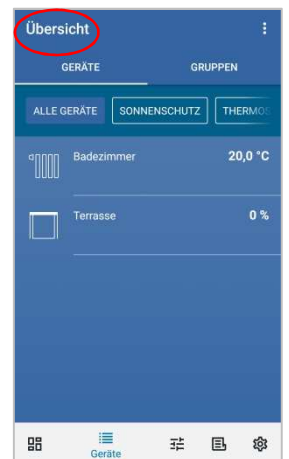 Übersicht
GERÄTE GRUPPEN
ALLE GERÄTE SONNENSCHUTZ THERMOS
Badezimmer 20,0 °C
Terrasse 0 %
Geräte